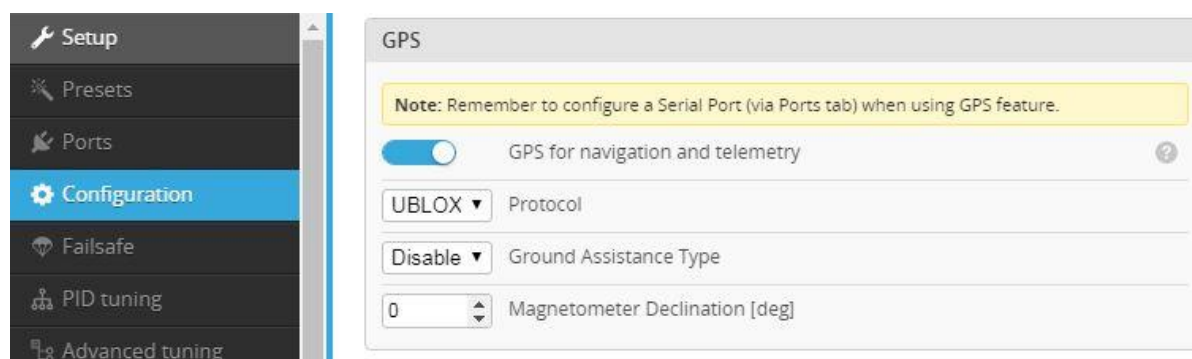 Setup
Presets
Ports
Configuration
Failsafe
PID tuning
Advanced tuning
GPS
Note: Remember to configure a Serial Port (via Ports tab) when using GPS feature.
GPS for navigation and telemetry
UBLOX Protocol
Disable Ground Assistance Type
0 Magnetometer Declination [deg]